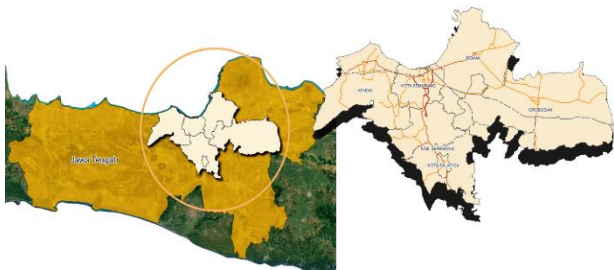 Jawa Tengah
DEMAK
KENDAL
KOTA SEMARANG
GROBOGAN
KAB. SEMARANG
KOTA SALATIGA